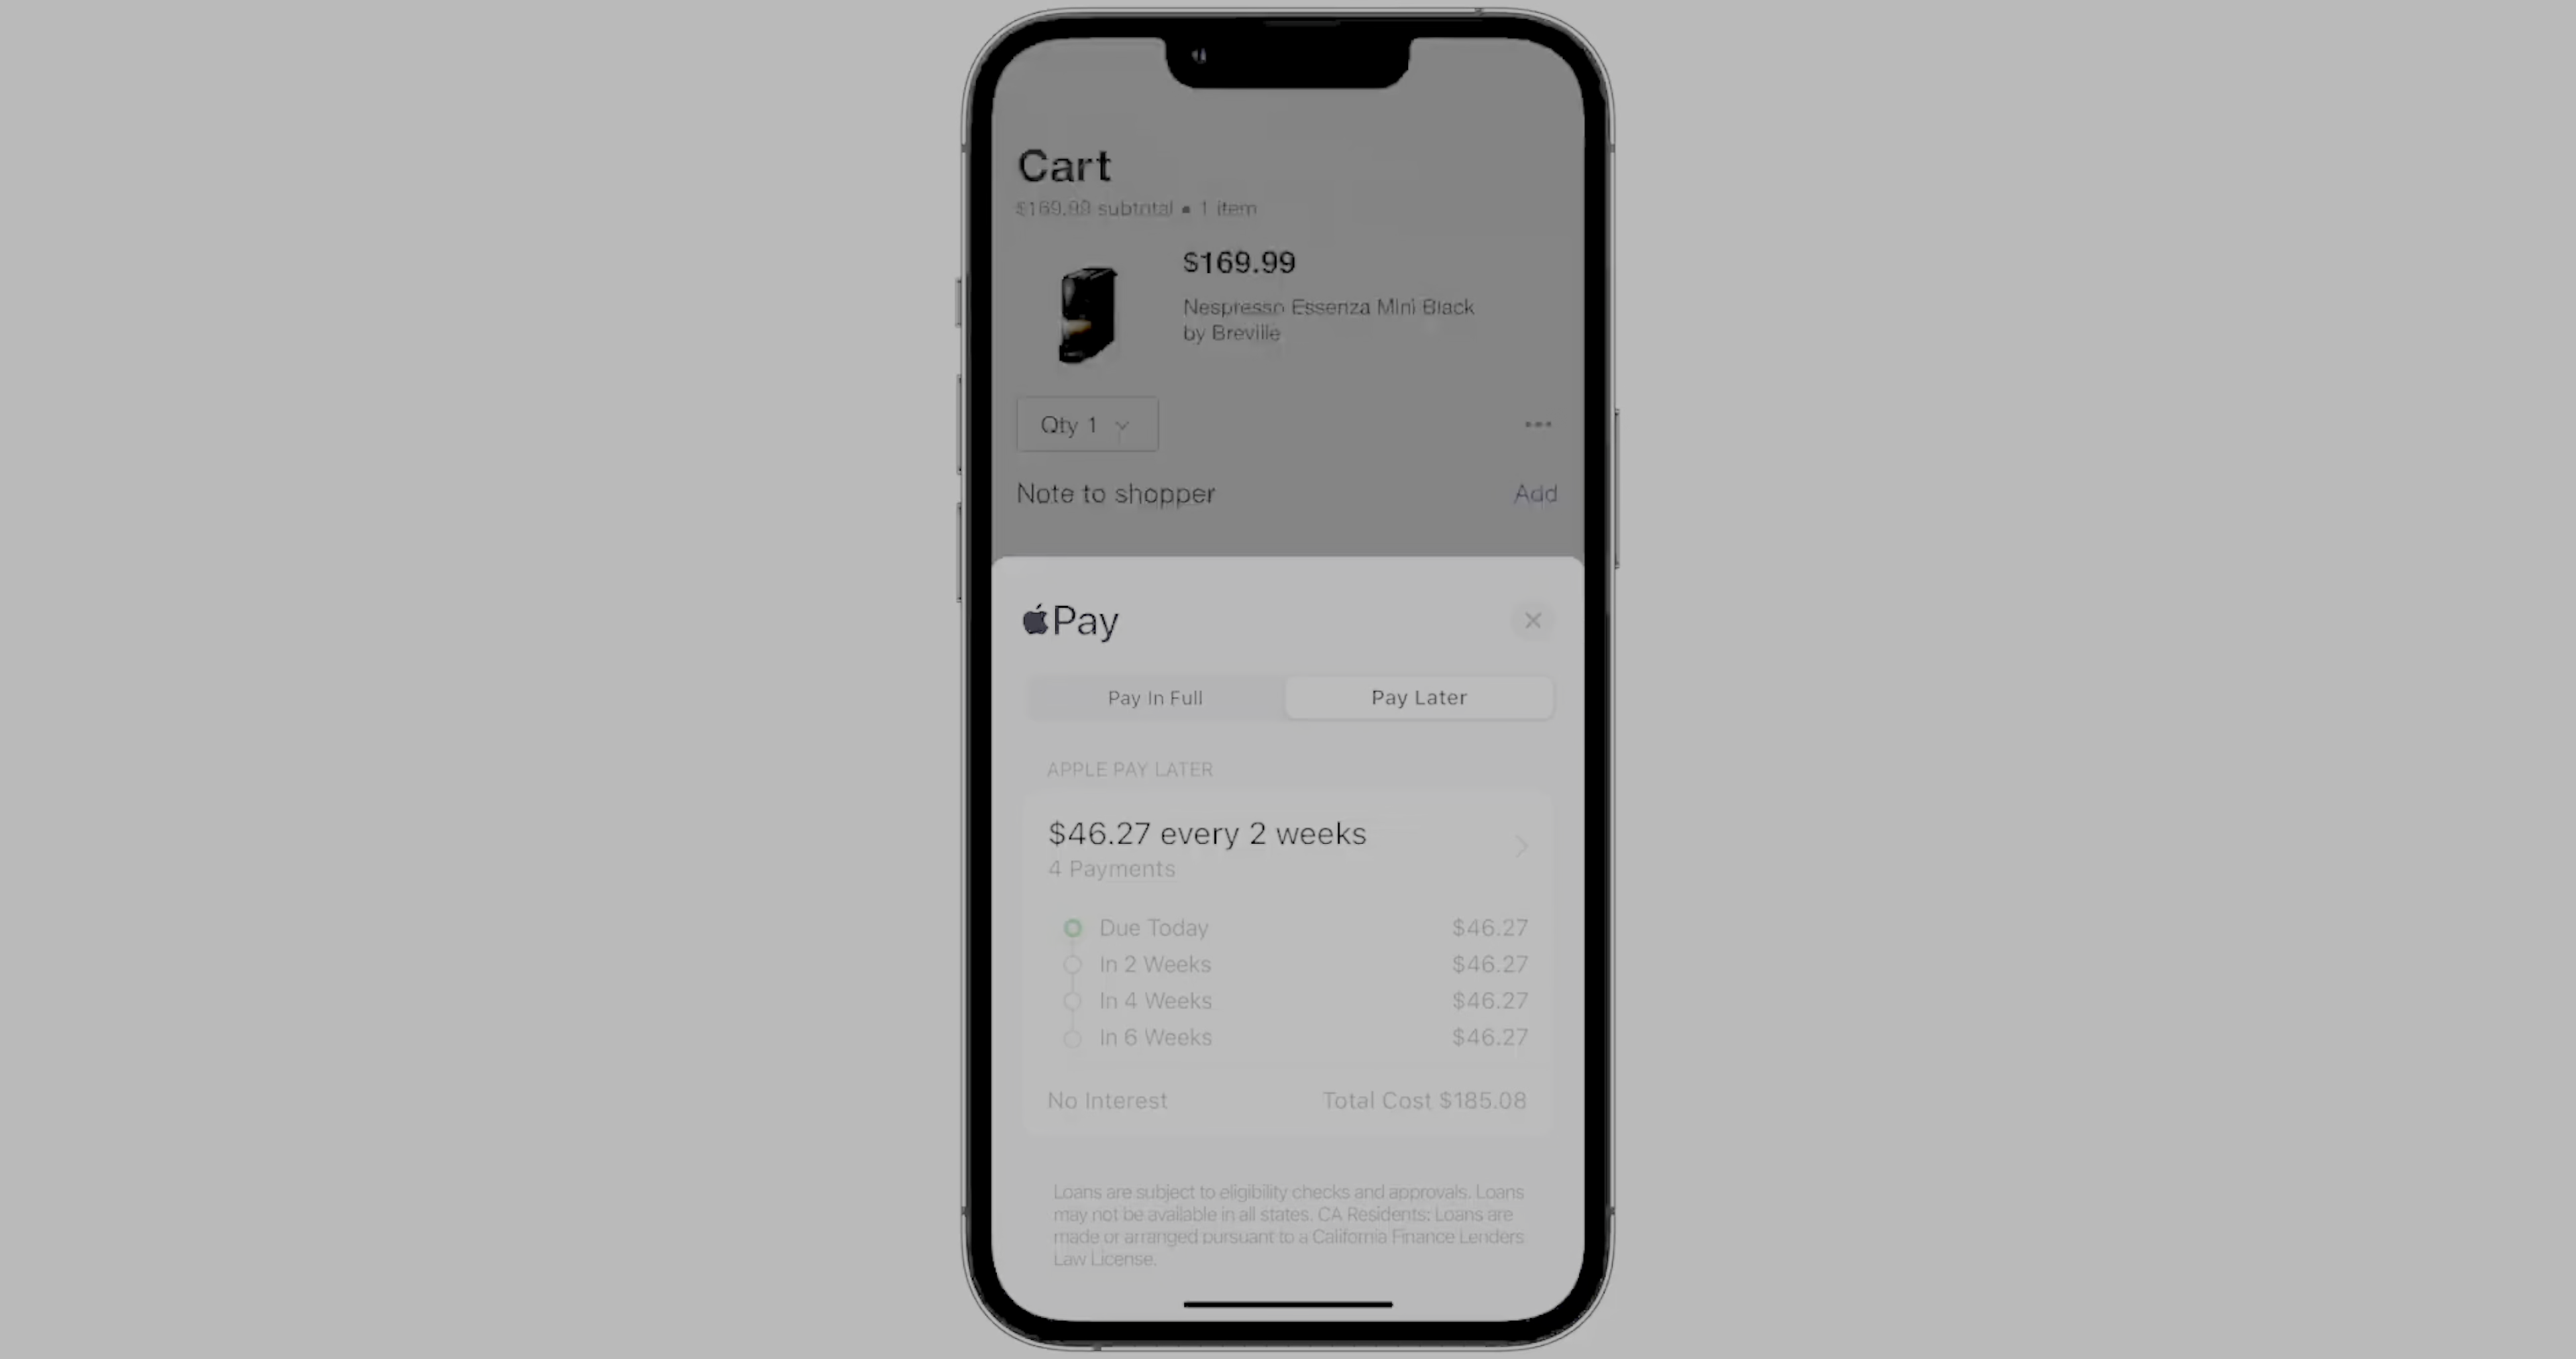 Cart
$169.99 subtotal • 1 item
$169.99
Nespresso Essenza Mini Black
by Breville
Qty 1
Note to shopper
Add
Pay
Pay In Full
Pay Later
APPLE PAY LATER
$46.27 every 2 weeks
4 Payments
Due Today $46.27
In 2 Weeks $46.27
In 4 Weeks $46.27
In 6 Weeks $46.27
No Interest Total Cost $185.08
Loans are subject to eligibility checks and approvals. Loans
may not be available in all states. CA Residents: Loans are
made or arranged pursuant to a California Finance Lenders
Law License.